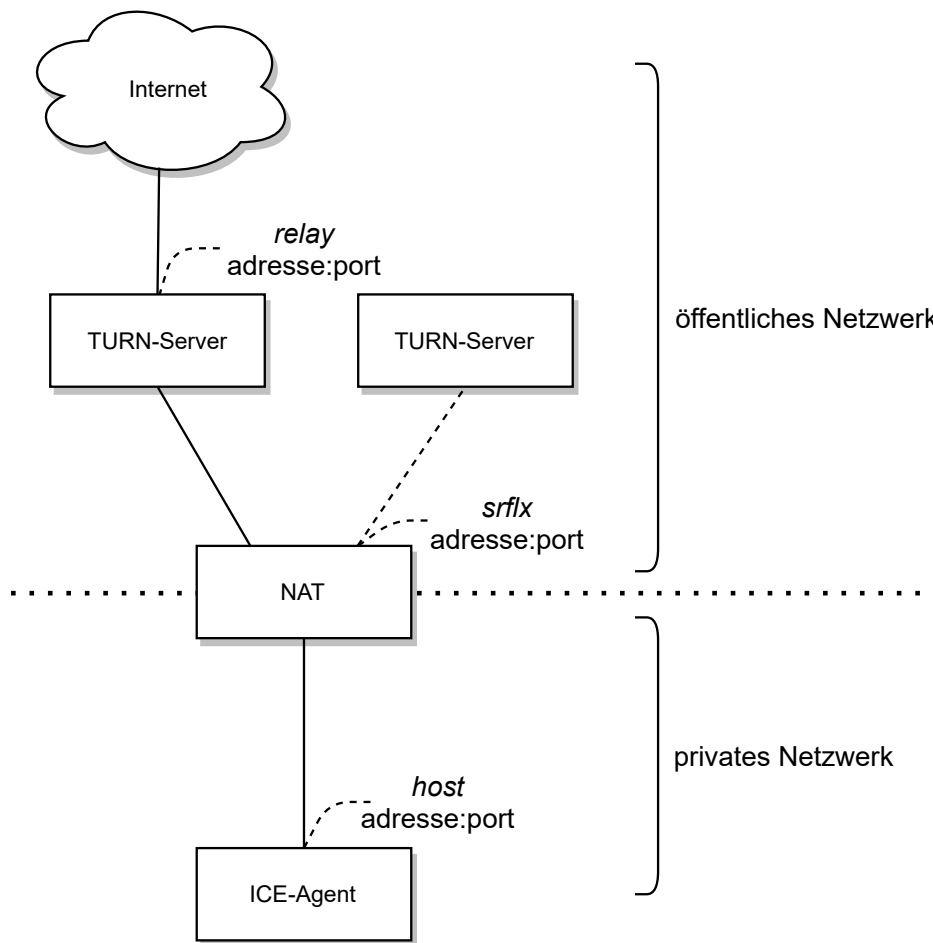 Internet
relay
adresse:port
TURN-Server
TURN-Server
öffentliches Netzwerk
srflx
adresse:port
NAT
privates Netzwerk
host
adresse:port
ICE-Agent